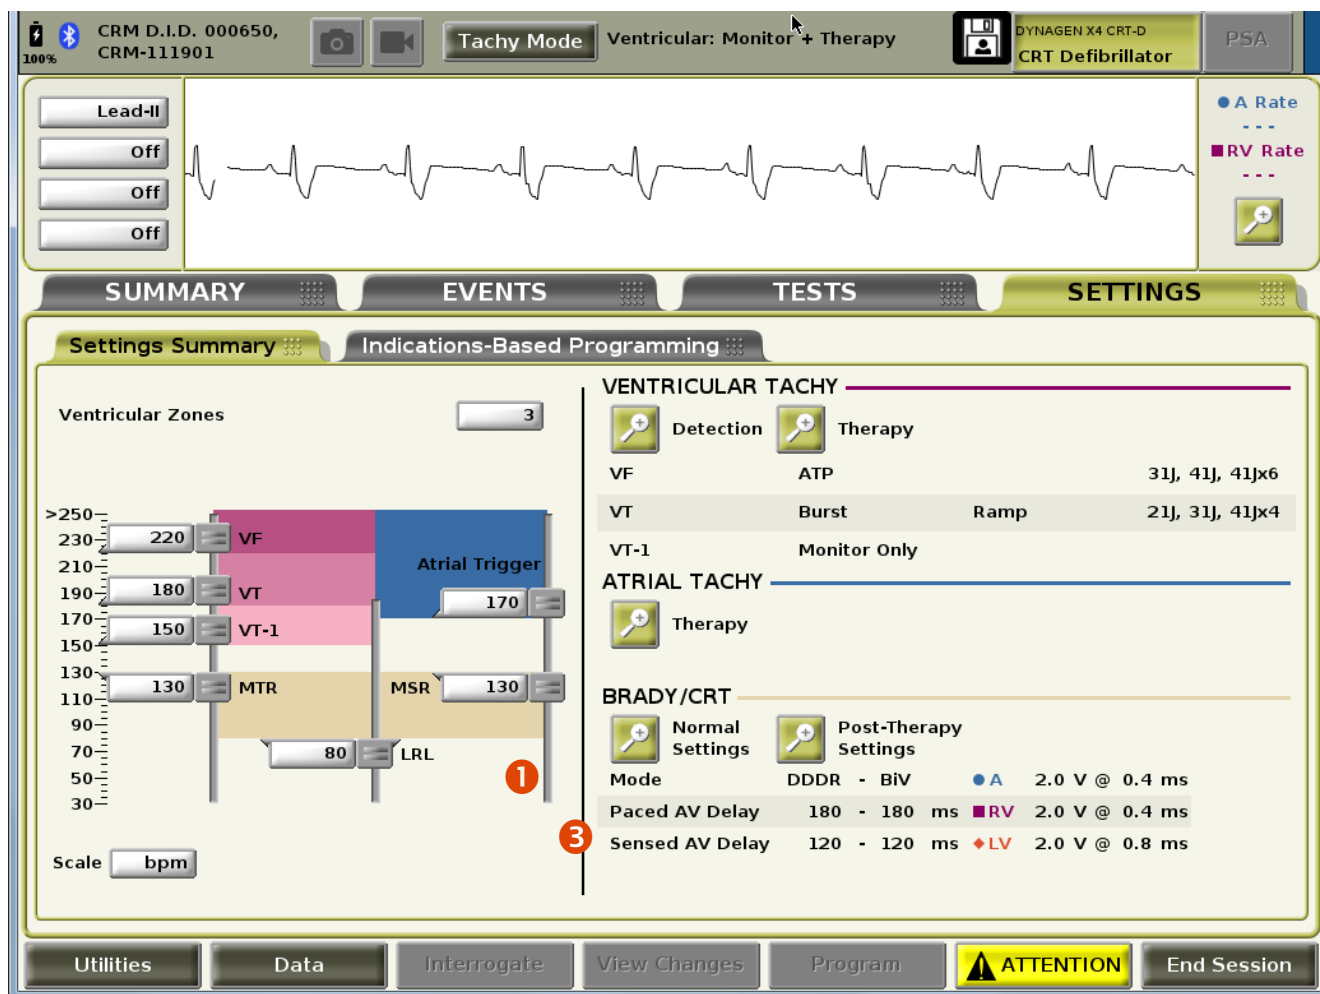 100%
CRM D.I.D. 000650,
CRM-111901
Tachy Mode
Ventricular: Monitor + Therapy
DYNAGEN X4 CRT-D
CRT Defibrillator
PSA
Lead-II
Off
Off
Off
A Rate
- - -
RV Rate
- - -
SUMMARY
EVENTS
TESTS
SETTINGS
Settings Summary
Indications-Based Programming
Ventricular Zones
3
>250
230
210
190
170
150
130
110
90
70
50
30
220
VF
180
VT
150
VT-1
130
MTR
Atrial Trigger
170
MSR
130
80
LRL
1
Scale
bpm
VENTRICULAR TACHY
Detection
Therapy
VF ATP 31J, 41J, 41Jx6
VT Burst Ramp 21J, 31J, 41Jx4
VT-1 Monitor Only
ATRIAL TACHY
Therapy
BRADY/CRT
Normal
Settings
Post-Therapy
Settings
Mode DDDR - BiV A 2.0 V @ 0.4 ms
Paced AV Delay 180 - 180 ms RV 2.0 V @ 0.4 ms
3
Sensed AV Delay 120 - 120 ms LV 2.0 V @ 0.8 ms
Utilities
Data
Interrogate
View Changes
Program
ATTENTION
End Session